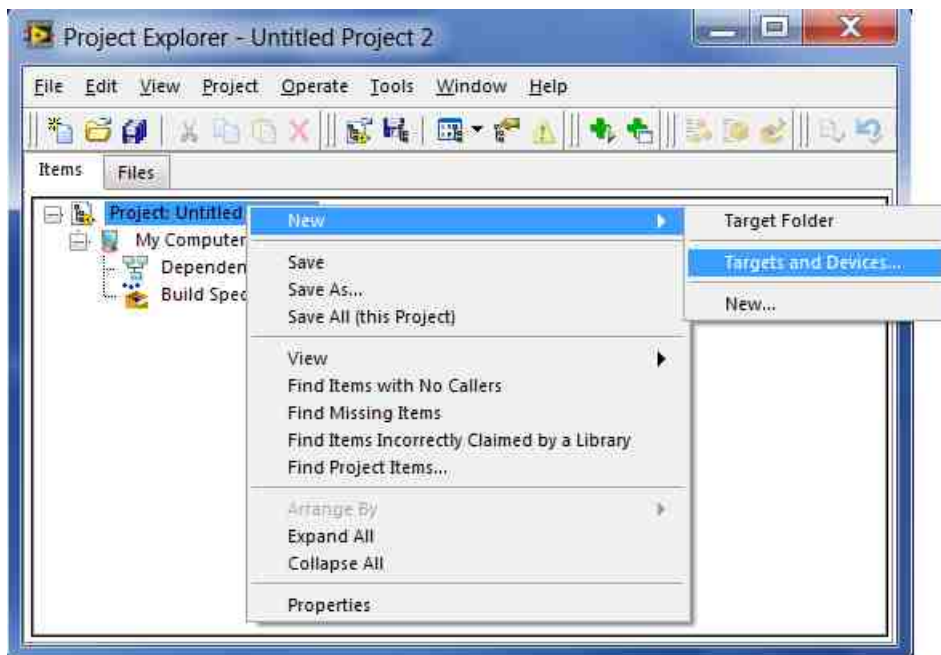 Project Explorer - Untitled Project 2
File Edit View Project Operate Tools Window Help
Items Files
Project: Untitled
My Computer
Dependen
Build Spec
New
Save
Save As...
Save All (this Project)
View
Find Items with No Callers
Find Missing Items
Find Items Incorrectly Claimed by a Library
Find Project Items...
Arrange By
Expand All
Collapse All
Properties
Target Folder
Targets and Devices...
New...